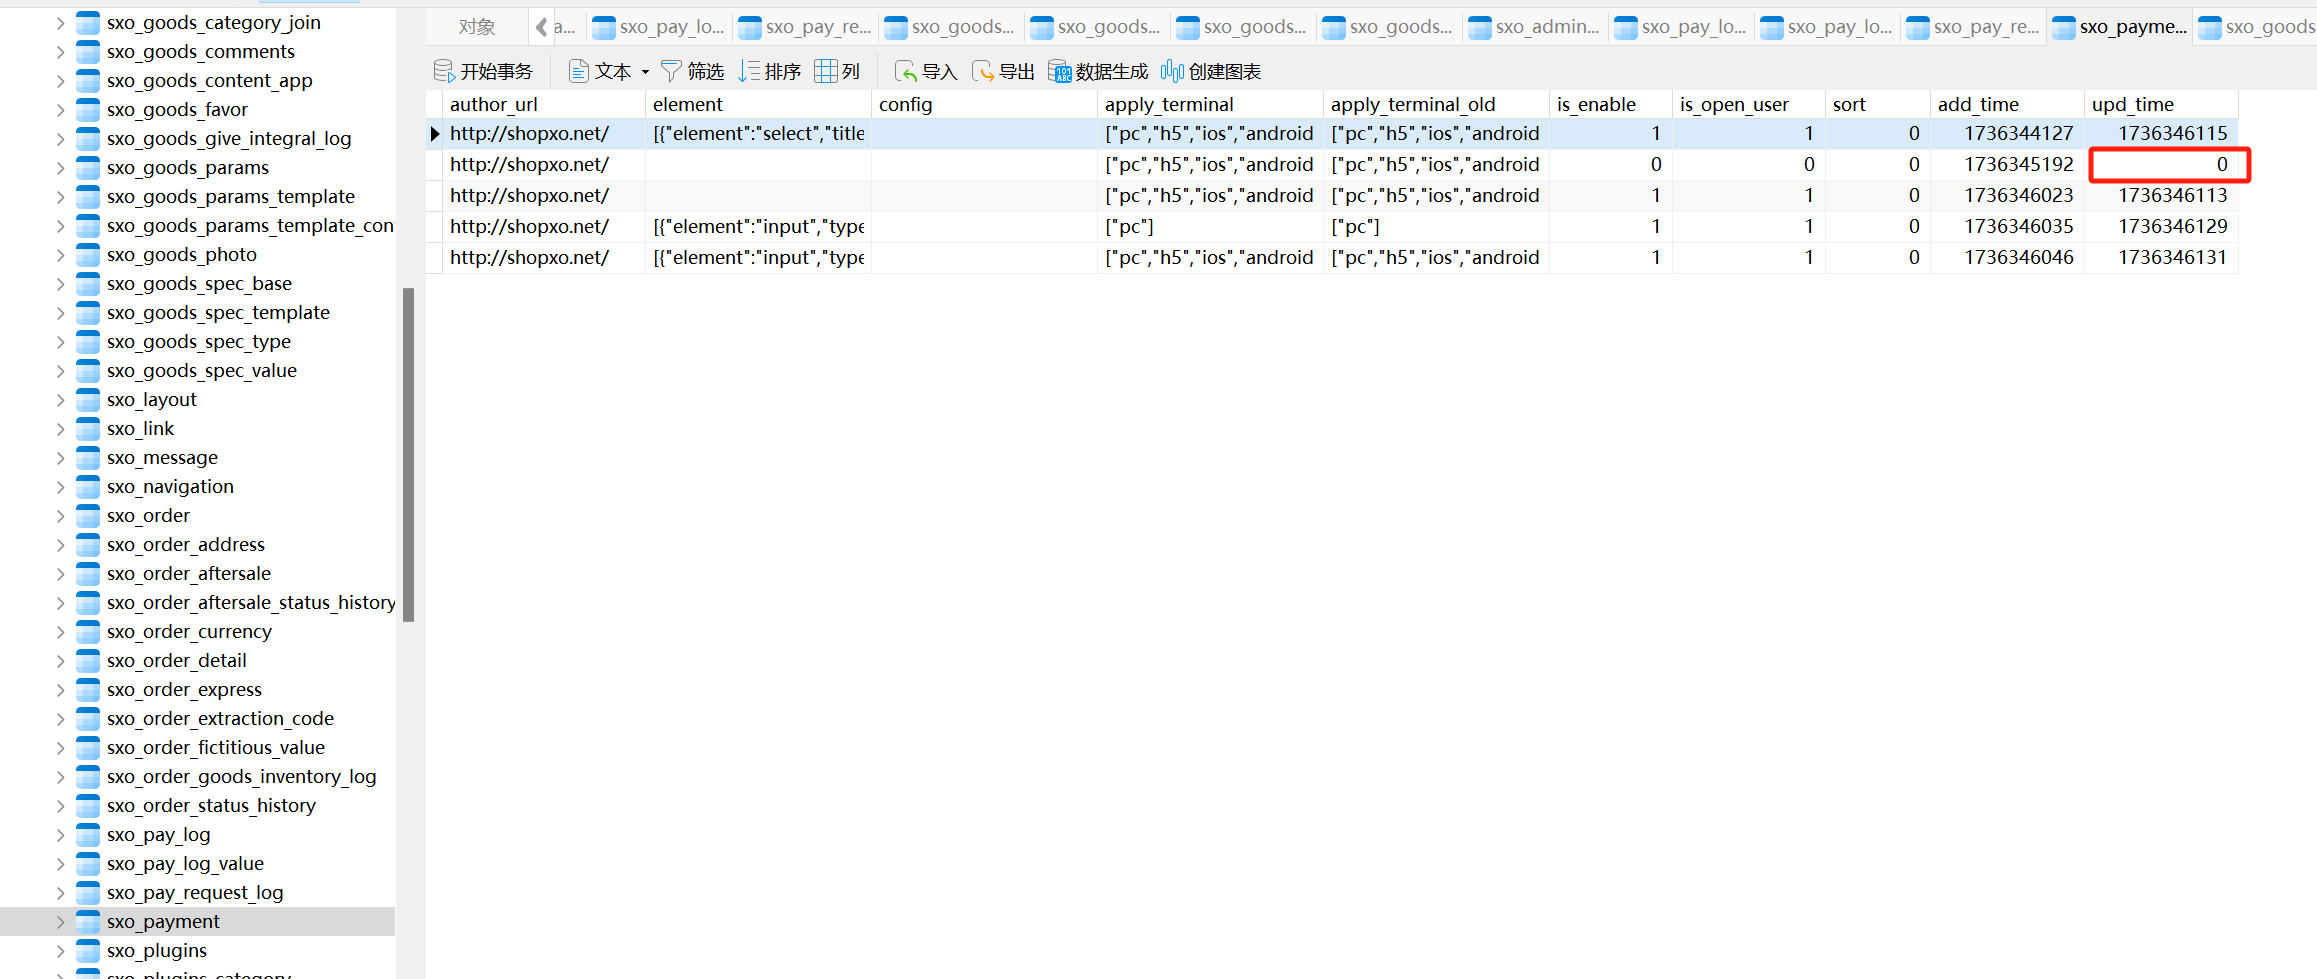 sxo_goods_category_join
sxo_goods_comments
sxo_goods_content_app
sxo_goods_favor
sxo_goods_give_integral_log
sxo_goods_params
sxo_goods_params_template
sxo_goods_params_template_con
sxo_goods_photo
sxo_goods_spec_base
sxo_goods_spec_template
sxo_goods_spec_type
sxo_goods_spec_value
sxo_layout
sxo_link
sxo_message
sxo_navigation
sxo_order
sxo_order_address
sxo_order_aftersale
sxo_order_aftersale_status_history
sxo_order_currency
sxo_order_detail
sxo_order_express
sxo_order_extraction_code
sxo_order_fictitious_value
sxo_order_goods_inventory_log
sxo_order_status_history
sxo_pay_log
sxo_pay_log_value
sxo_pay_request_log
sxo_payment
sxo_plugins
sxo_plugins_category
对象 a... sxo_pay_lo... sxo_pay_re... sxo_goods... sxo_goods... sxo_goods... sxo_goods... sxo_admin... sxo_pay_lo... sxo_pay_lo... sxo_pay_re... sxo_payme... sxo_goods
开始事务 文本 筛选 排序 列 导入 导出 数据生成 创建图表
author_url element config apply_terminal apply_terminal_old is_enable is_open_user sort add_time upd_time
http://shopxo.net/ [{"element":"select","title ["pc","h5","ios","android ["pc","h5","ios","android 1 1 0 1736344127 1736346115
http://shopxo.net/ ["pc","h5","ios","android ["pc","h5","ios","android 0 0 0 1736345192 0
http://shopxo.net/ ["pc","h5","ios","android ["pc","h5","ios","android 1 1 0 1736346023 1736346113
http://shopxo.net/ [{"element":"input","type ["pc"] ["pc"] 1 1 0 1736346035 1736346129
http://shopxo.net/ [{"element":"input","type ["pc","h5","ios","android ["pc","h5","ios","android 1 1 0 1736346046 1736346131